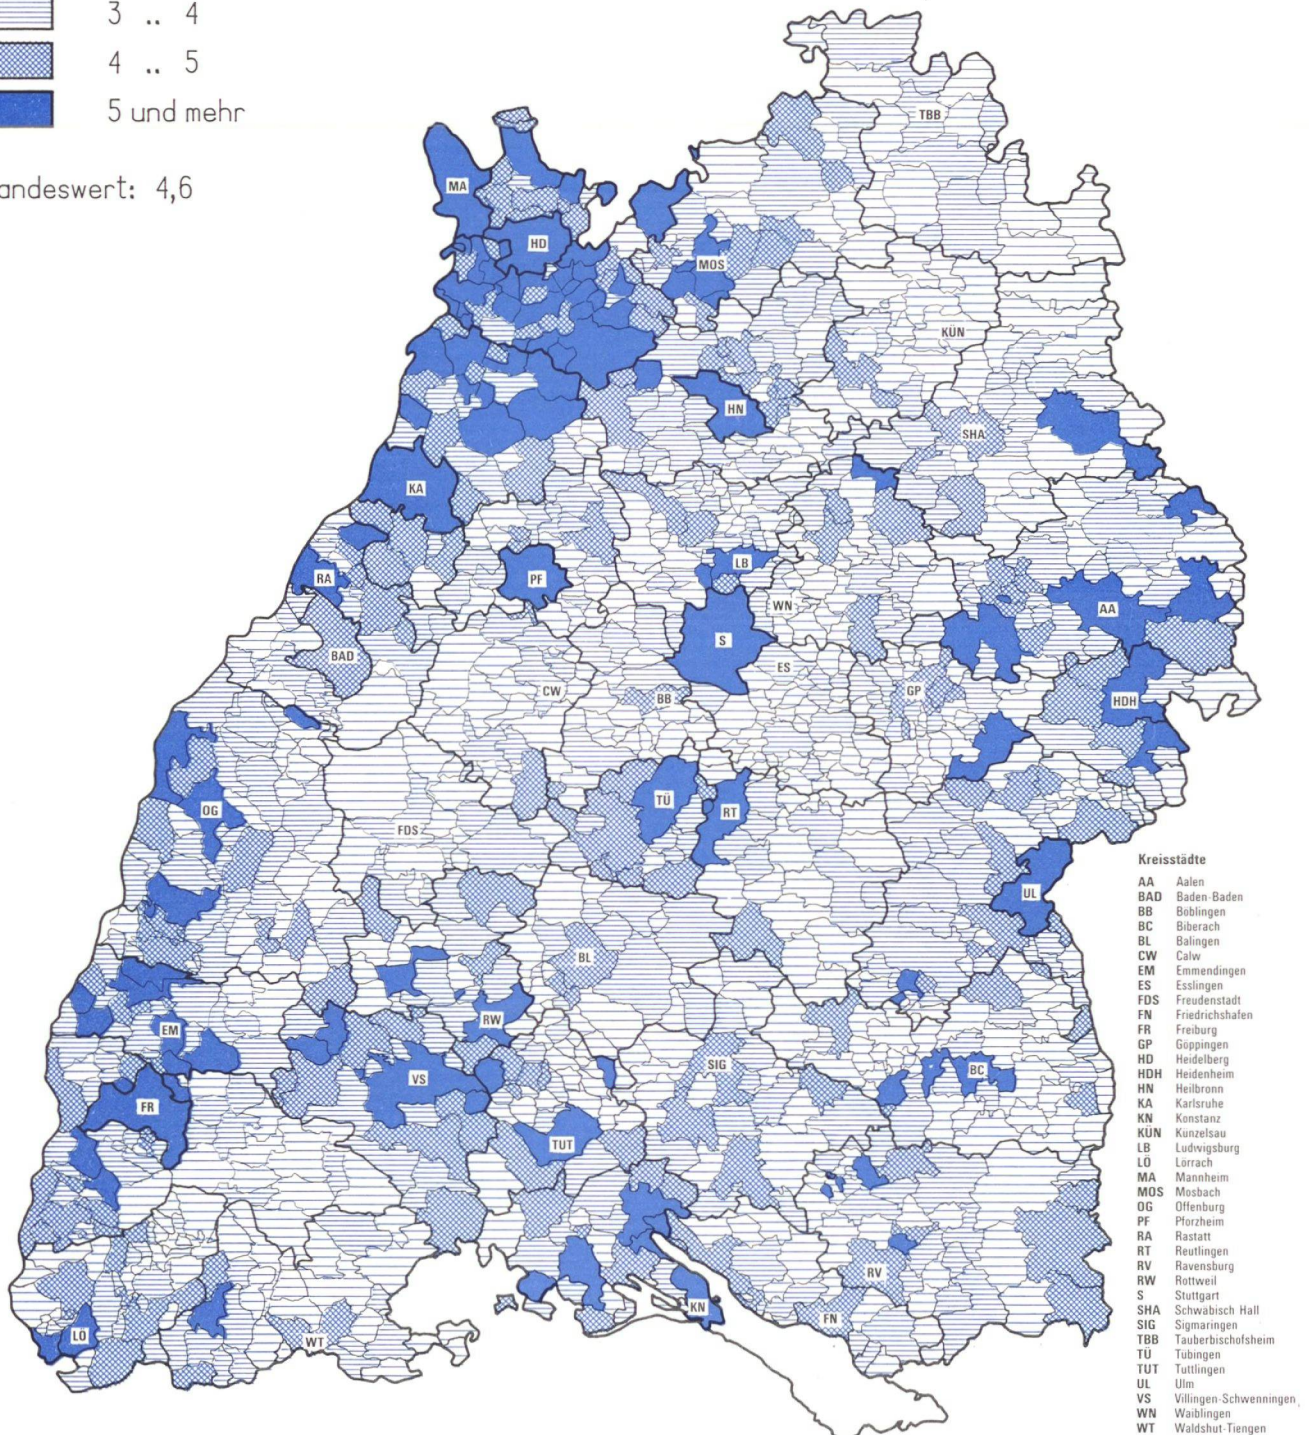 3 .. 4
4 .. 5
5 und mehr
andeswert: 4,6
TBB
MA
HD
MOS
KÜN
HN
SHA
KA
LB
PF
RA
WN
AA
S
BAD
ES
CW
BB
GP
HDH
TÜ
RT
OG
FDS
UL
BL
RW
EM
SIG
BC
VS
FR
TUT
RV
KN
FN
LÖ
WT
Kreisstädte
AA Aalen
BAD Baden-Baden
BB Böblingen
BC Biberach
BL Balingen
CW Calw
EM Emmendingen
ES Esslingen
FDS Freudenstadt
FN Friedrichshafen
FR Freiburg
GP Göppingen
HD Heidelberg
HDH Heidenheim
HN Heilbronn
KA Karlsruhe
KN Konstanz
KÜN Künzelsau
LB Ludwigsburg
LÖ Lörrach
MA Mannheim
MOS Mosbach
OG Offenburg
PF Pforzheim
RA Rastatt
RT Reutlingen
RV Ravensburg
RW Rottweil
S Stuttgart
SHA Schwäbisch Hall
SIG Sigmaringen
TBB Tauberbischofsheim
TÜ Tübingen
TUT Tuttlingen
UL Ulm
VS Villingen-Schwenningen
WN Waiblingen
WT Waldshut-Tiengen